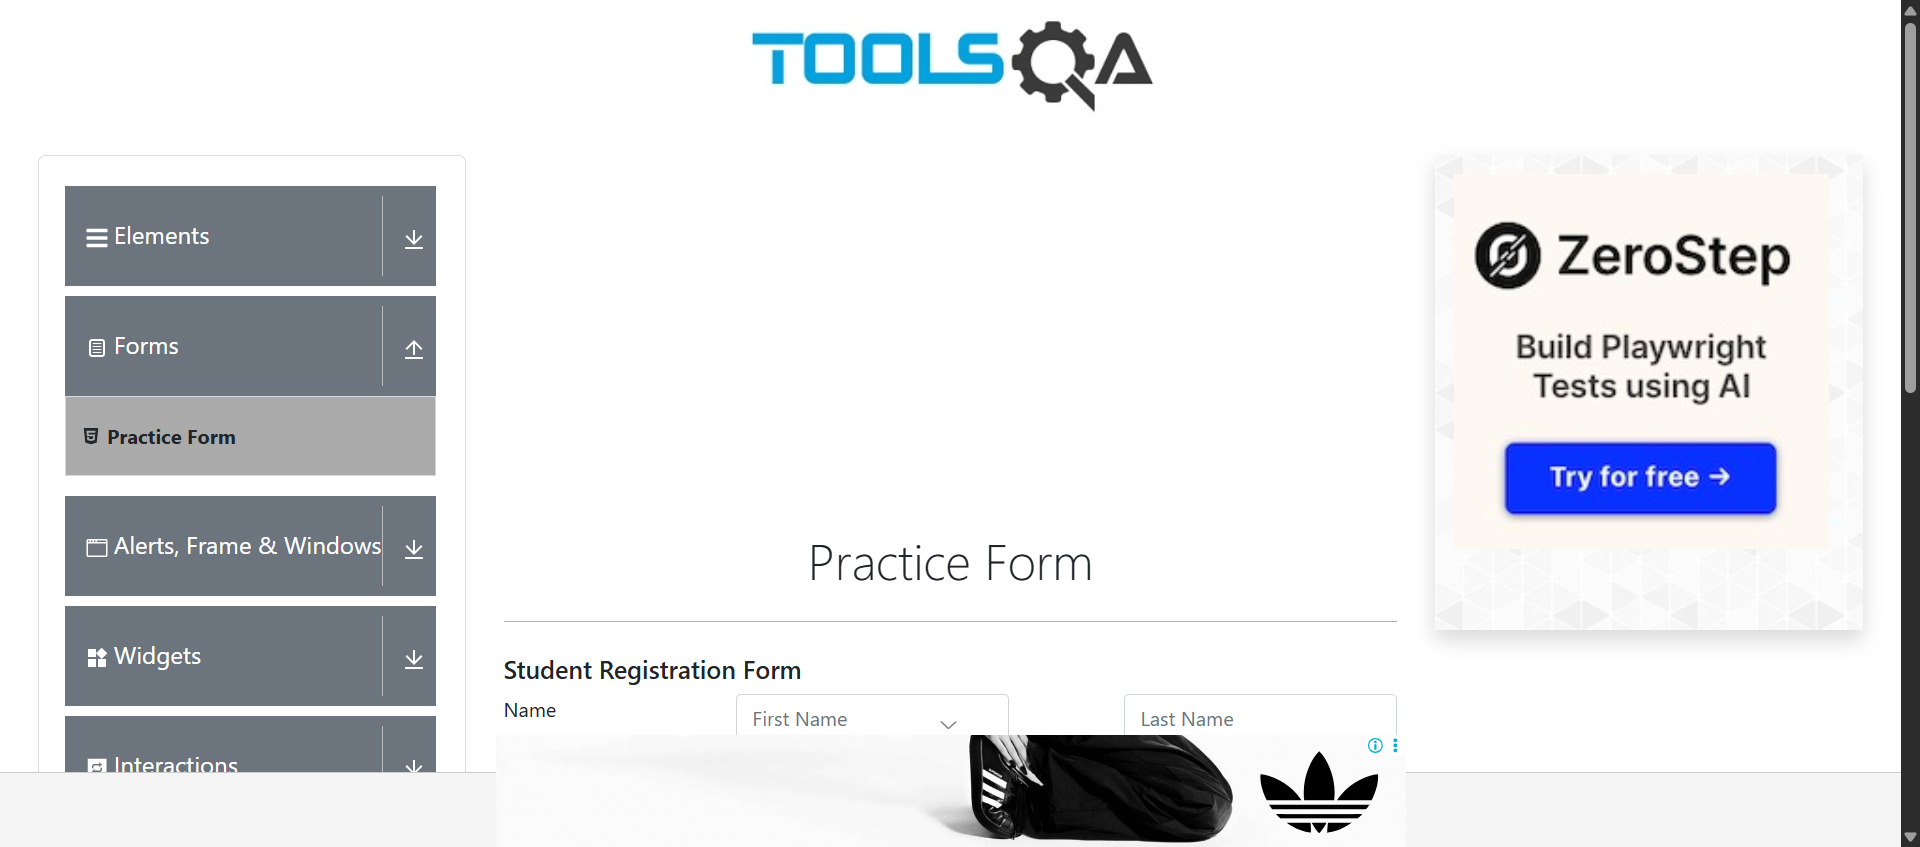 TOOLSQA
Elements
Forms
Practice Form
Alerts, Frame & Windows
Widgets
Interactions
Practice Form
Student Registration Form
Name
First Name
Last Name
ZeroStep
Build Playwright
Tests using AI
Try for free →